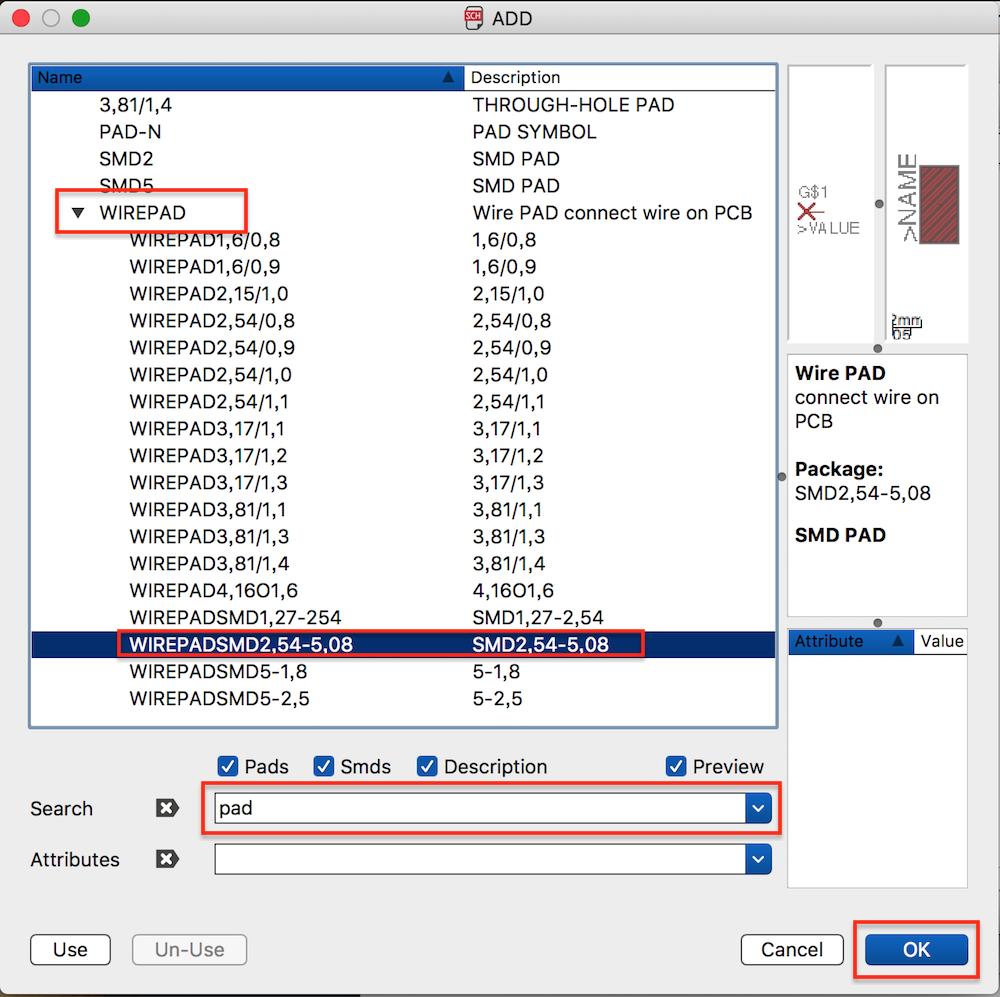 ADD
Name Description
3,81/1,4 THROUGH-HOLE PAD
PAD-N PAD SYMBOL
SMD2 SMD PAD
SMD5 SMD PAD
WIREPAD Wire PAD connect wire on PCB
WIREPAD1,6/0,8 1,6/0,8
WIREPAD1,6/0,9 1,6/0,9
WIREPAD2,15/1,0 2,15/1,0
WIREPAD2,54/0,8 2,54/0,8
WIREPAD2,54/0,9 2,54/0,9
WIREPAD2,54/1,0 2,54/1,0
WIREPAD2,54/1,1 2,54/1,1
WIREPAD3,17/1,1 3,17/1,1
WIREPAD3,17/1,2 3,17/1,2
WIREPAD3,17/1,3 3,17/1,3
WIREPAD3,81/1,1 3,81/1,1
WIREPAD3,81/1,3 3,81/1,3
WIREPAD3,81/1,4 3,81/1,4
WIREPAD4,16O1,6 4,16O1,6
WIREPADSMD1,27-254 SMD1,27-2,54
WIREPADSMD2,54-5,08 SMD2,54-5,08
WIREPADSMD5-1,8 5-1,8
WIREPADSMD5-2,5 5-2,5
G$1
>VALUE
>NAME
2mm
05
Wire PAD
connect wire on
PCB
Package:
SMD2,54-5,08
SMD PAD
Attribute Value
Pads Smds Description Preview
Search pad
Attributes
Use Un-Use Cancel OK